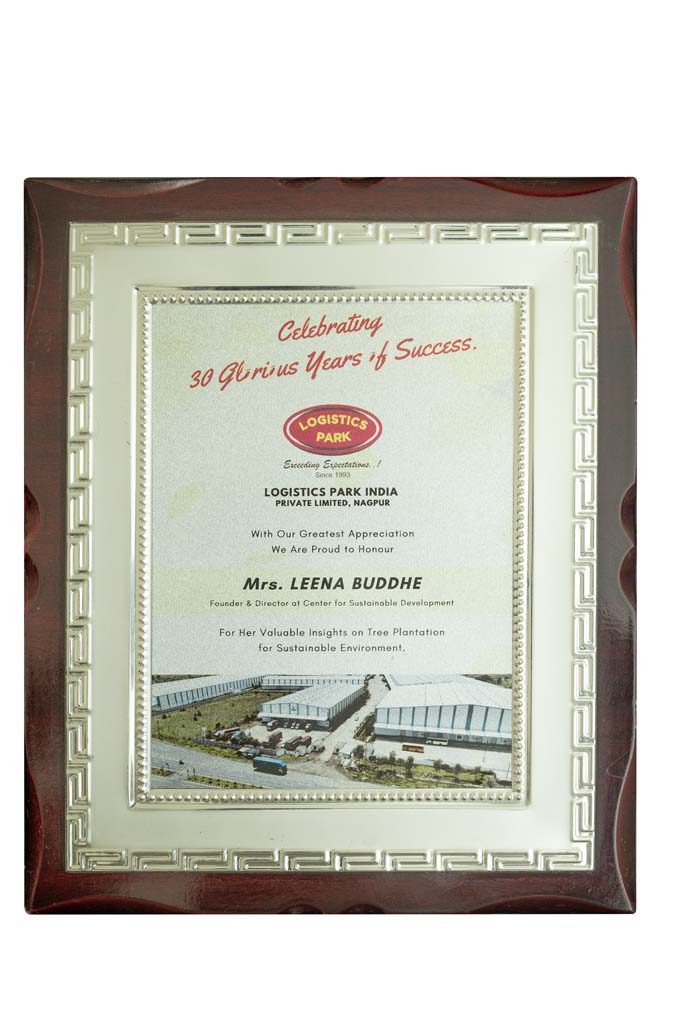 Celebrating
30 Glorious Years of Success.
LOGISTICS
PARK
Exceeding Expectations..!
Since 1993
LOGISTICS PARK INDIA
PRIVATE LIMITED, NAGPUR
With Our Greatest Appreciation
We Are Proud to Honour
Mrs. LEENA BUDDHE
Founder & Director at Center for Sustainable Development
For Her Valuable Insights on Tree Plantation
for Sustainable Environment.